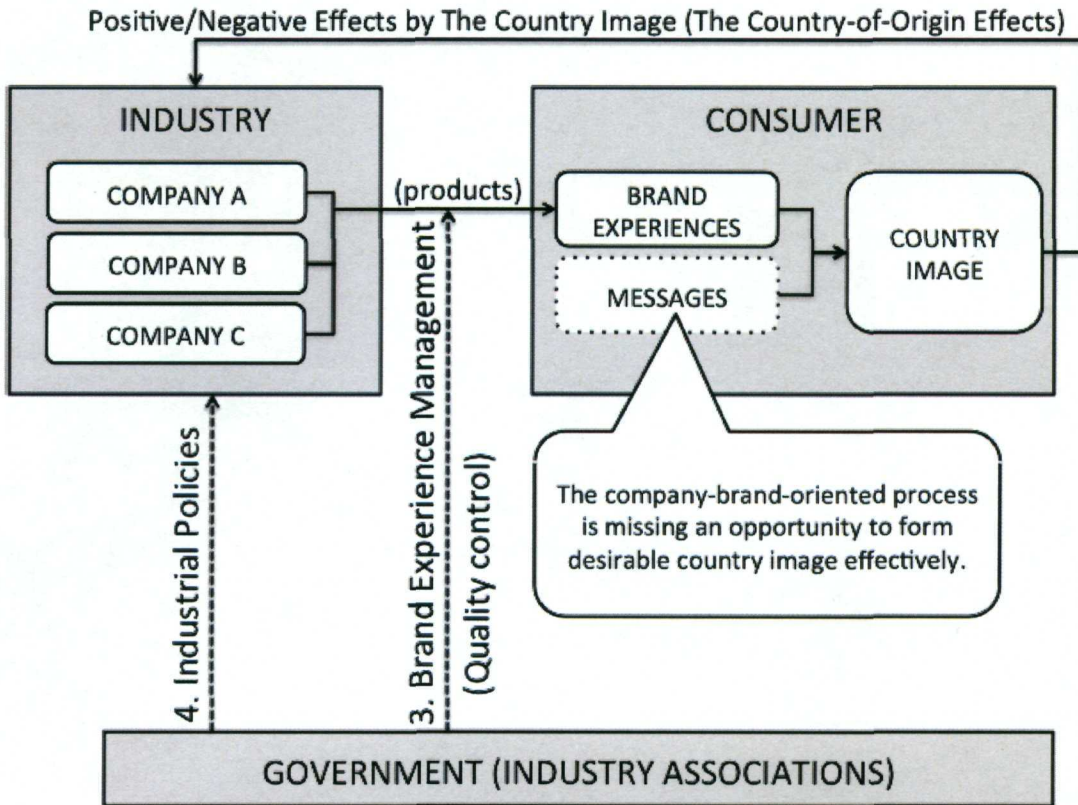 Positive/Negative Effects by The Country Image (The Country-of-Origin Effects)
INDUSTRY
COMPANY A
COMPANY B
COMPANY C
(products)
CONSUMER
BRAND
EXPERIENCES
MESSAGES
COUNTRY
IMAGE
The company-brand-oriented process
is missing an opportunity to form
desirable country image effectively.
4. Industrial Policies
3. Brand Experience Management
(Quality control)
GOVERNMENT (INDUSTRY ASSOCIATIONS)